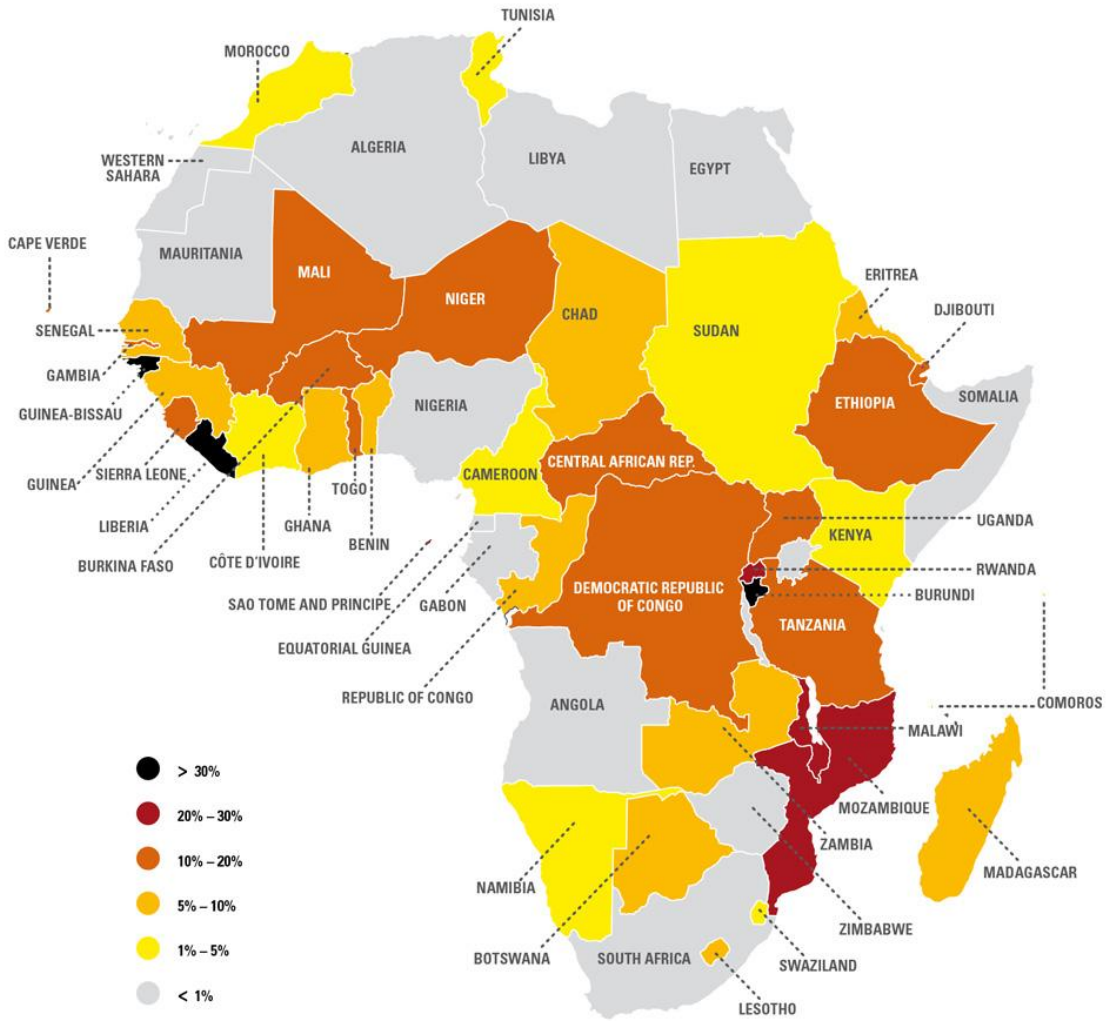 TUNISIA
MOROCCO
ALGERIA
LIBYA
EGYPT
WESTERN
SAHARA
MAURITANIA
CAPE VERDE
MALI
NIGER
CHAD
SUDAN
ERITREA
DJIBOUTI
SENEGAL
GAMBIA
GUINEA-BISSAU
NIGERIA
ETHIOPIA
SOMALIA
GUINEA
SIERRA LEONE
LIBERIA
BURKINA FASO
CÔTE D'IVOIRE
GHANA
TOGO
BENIN
CAMEROON
CENTRAL AFRICAN REP.
UGANDA
KENYA
RWANDA
BURUNDI
SAO TOME AND PRINCIPE
GABON
DEMOCRATIC REPUBLIC
OF CONGO
TANZANIA
EQUATORIAL GUINEA
REPUBLIC OF CONGO
ANGOLA
COMOROS
MALAWI
MOZAMBIQUE
ZAMBIA
MADAGASCAR
NAMIBIA
ZIMBABWE
BOTSWANA
SOUTH AFRICA
SWAZILAND
LESOTHO
> 30%
20% – 30%
10% – 20%
5% – 10%
1% – 5%
< 1%